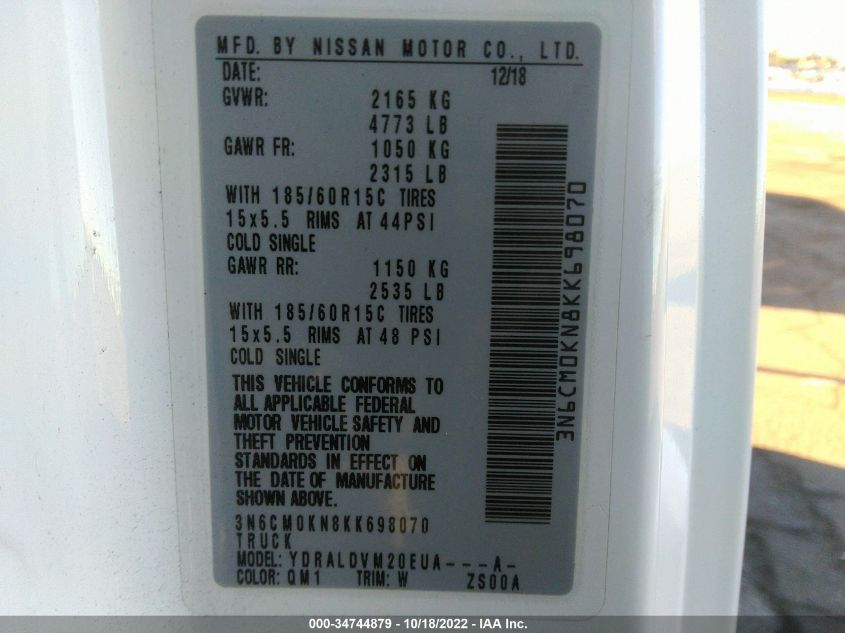 MFD. BY NISSAN MOTOR CO., LTD.
DATE: 12/18
GVWR: 2165 KG
4773 LB
GAWR FR: 1050 KG
2315 LB
WITH 185/60R15C TIRES
15x5.5 RIMS AT 44PSI
COLD SINGLE
GAWR RR: 1150 KG
2535 LB
WITH 185/60R15C TIRES
15x5.5 RIMS AT 48 PSI
COLD SINGLE
THIS VEHICLE CONFORMS TO
ALL APPLICABLE FEDERAL
MOTOR VEHICLE SAFETY AND
THEFT PREVENTION
STANDARDS IN EFFECT ON
THE DATE OF MANUFACTURE
SHOWN ABOVE.
3N6CM0KN8KK698070
TRUCK
MODEL: YDRALDVM20EUA---A-
COLOR: QM1 TRIM: W ZS00A
3N6CM0KN8KK698070
000-34744879 - 10/18/2022 - IAA Inc.